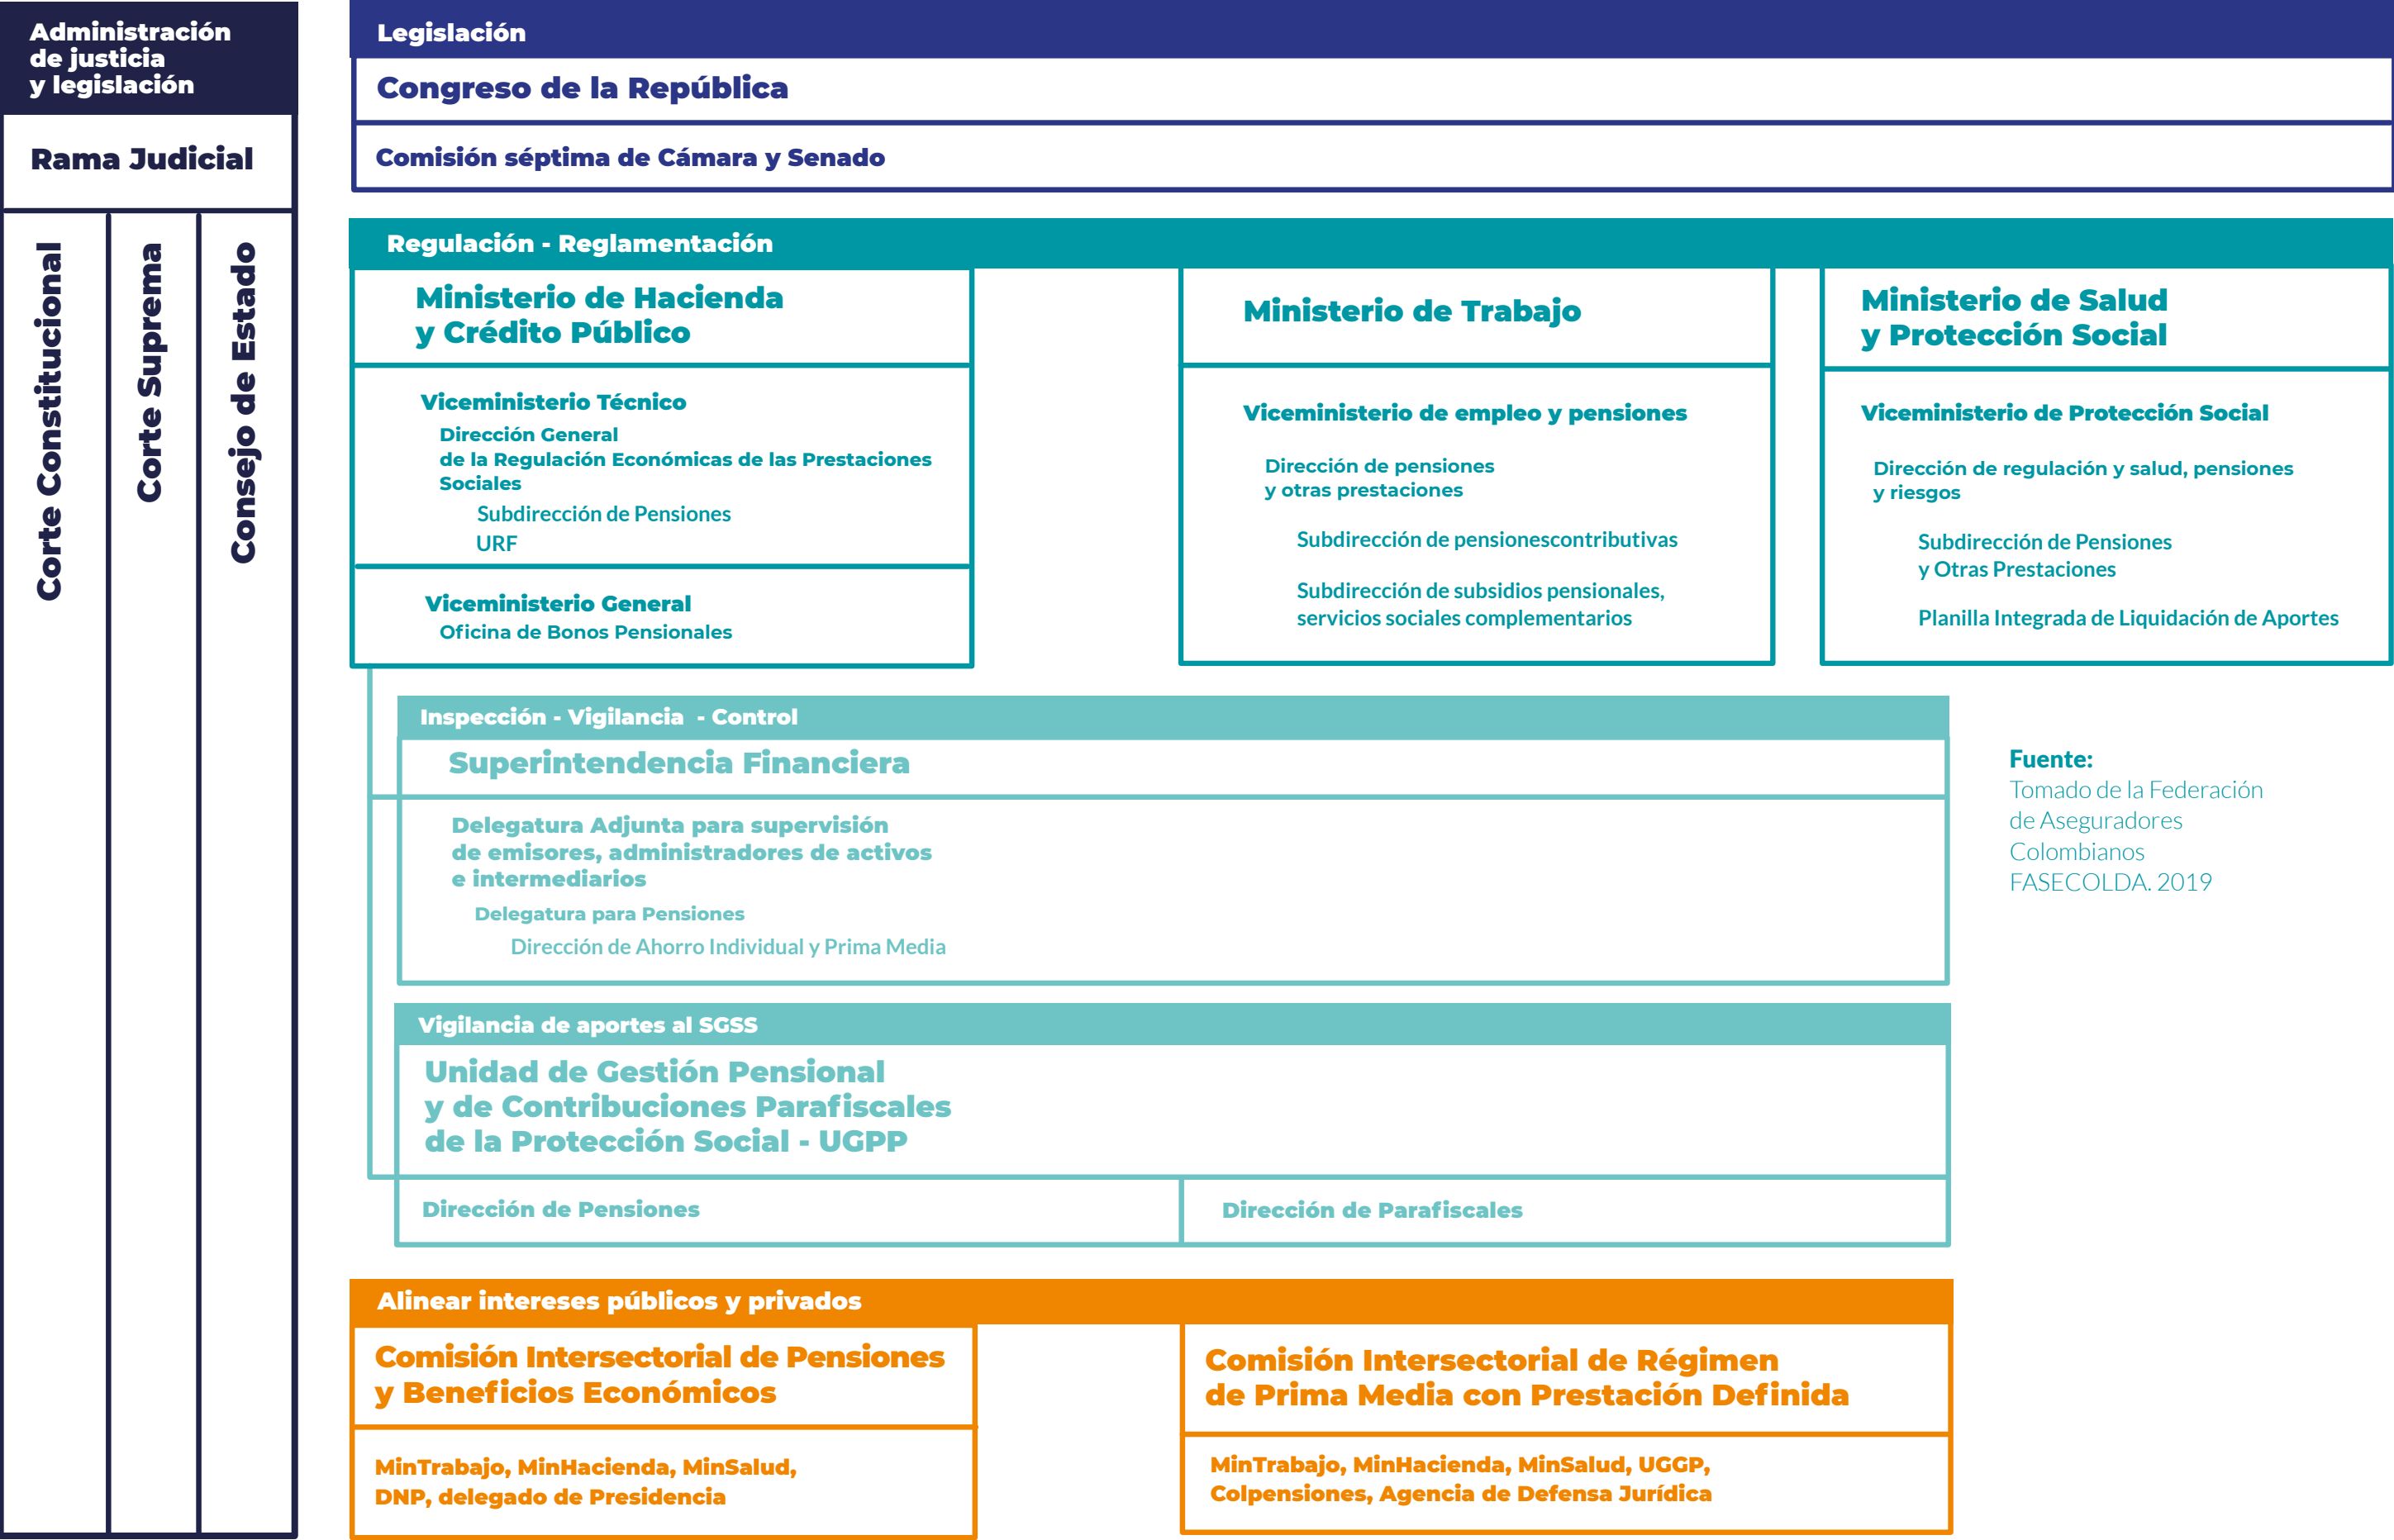 Administración
de justicia
y legislación
Rama Judicial
Corte Constitucional
Corte Suprema
Consejo de Estado
Legislación
Congreso de la República
Comisión séptima de Cámara y Senado
Regulación - Reglamentación
Ministerio de Hacienda
y Crédito Público
Viceministerio Técnico
Dirección General
de la Regulación Económicas de las Prestaciones
Sociales
Subdirección de Pensiones
URF
Viceministerio General
Oficina de Bonos Pensionales
Ministerio de Trabajo
Viceministerio de empleo y pensiones
Dirección de pensiones
y otras prestaciones
Subdirección de pensionescontributivas
Subdirección de subsidios pensionales,
servicios sociales complementarios
Ministerio de Salud
y Protección Social
Viceministerio de Protección Social
Dirección de regulación y salud, pensiones
y riesgos
Subdirección de Pensiones
y Otras Prestaciones
Planilla Integrada de Liquidación de Aportes
Inspección - Vigilancia - Control
Superintendencia Financiera
Delegatura Adjunta para supervisión
de emisores, administradores de activos
e intermediarios
Delegatura para Pensiones
Dirección de Ahorro Individual y Prima Media
Fuente:
Tomado de la Federación
de Aseguradores
Colombianos
FASECOLDA. 2019
Vigilancia de aportes al SGSS
Unidad de Gestión Pensional
y de Contribuciones Parafiscales
de la Protección Social - UGPP
Dirección de Pensiones
Dirección de Parafiscales
Alinear intereses públicos y privados
Comisión Intersectorial de Pensiones
y Beneficios Económicos
MinTrabajo, MinHacienda, MinSalud,
DNP, delegado de Presidencia
Comisión Intersectorial de Régimen
de Prima Media con Prestación Definida
MinTrabajo, MinHacienda, MinSalud, UGGP,
Colpensiones, Agencia de Defensa Jurídica